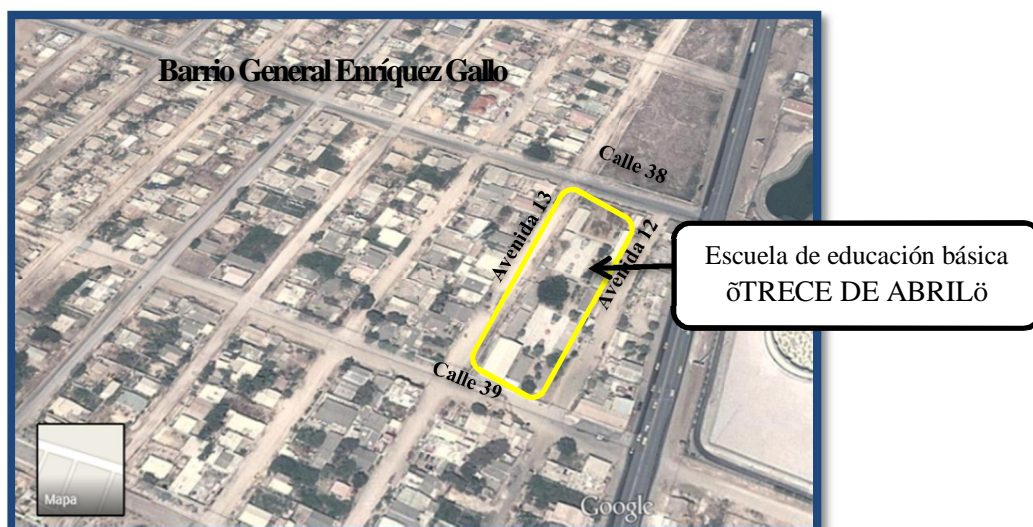 Barrio General Enríquez Gallo
Calle 38
Avenida 13
Avenida 12
Escuela de educación básica
õTRECE DE ABRILö
Calle 39
Mapa
Google